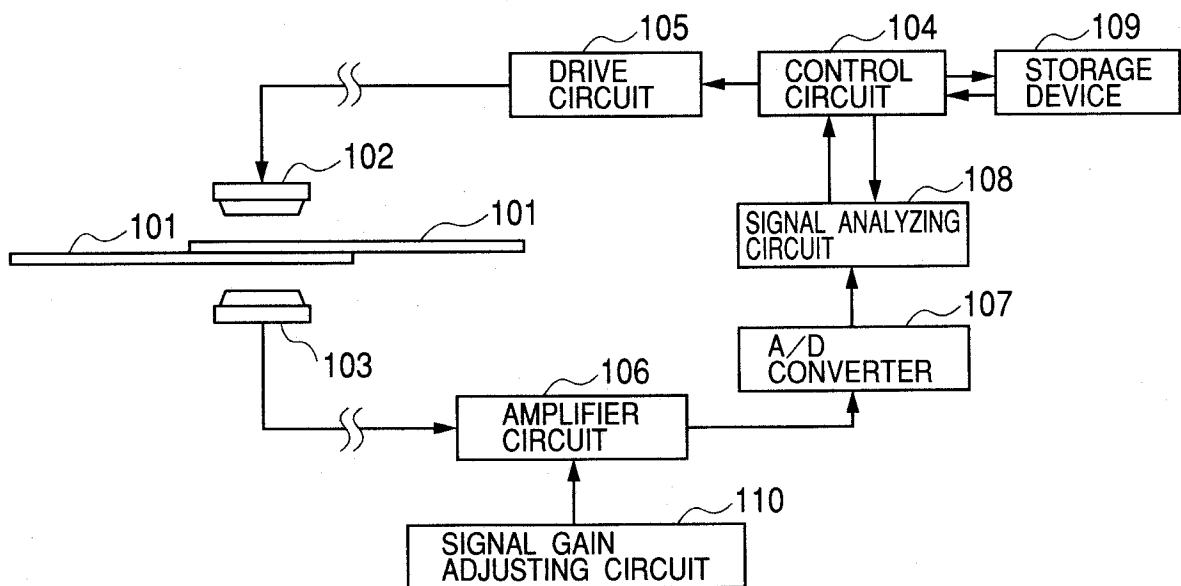 105
104
109
DRIVE
CIRCUIT
CONTROL
CIRCUIT
STORAGE
DEVICE
102
101
101
108
SIGNAL ANALYZING
CIRCUIT
103
107
A/D
CONVERTER
106
AMPLIFIER
CIRCUIT
110
SIGNAL GAIN
ADJUSTING CIRCUIT